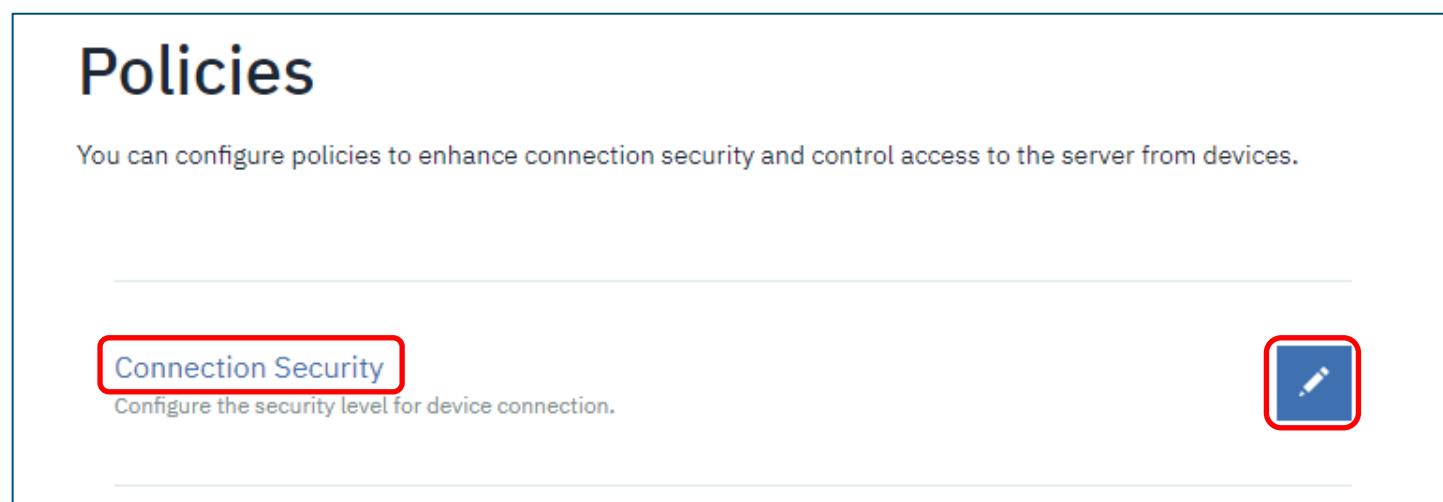 Policies
You can configure policies to enhance connection security and control access to the server from devices.
Connection Security
Configure the security level for device connection.